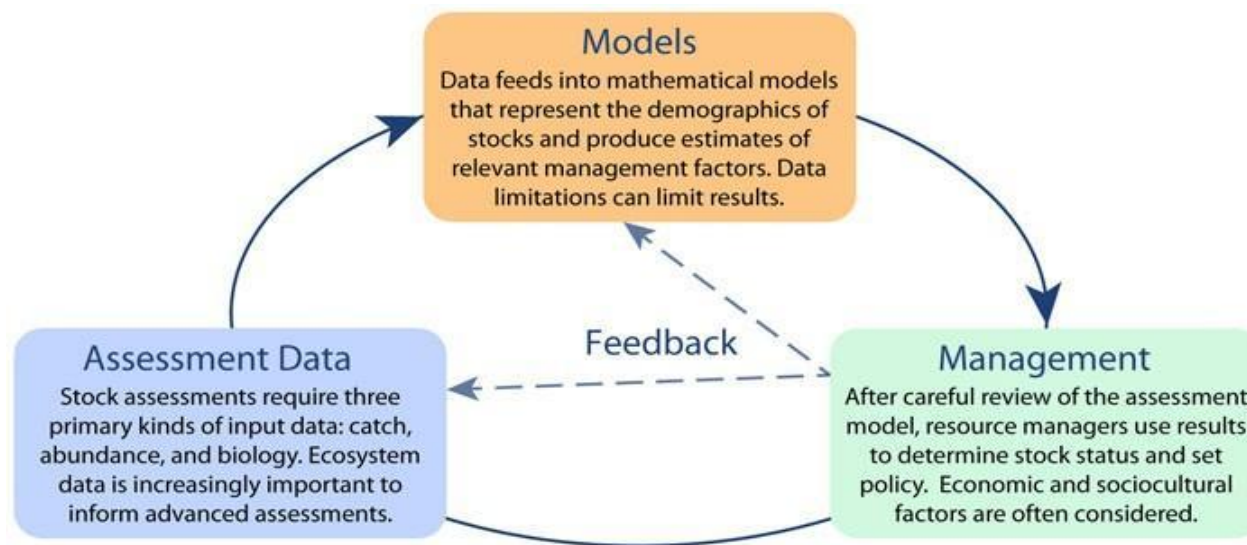 Models
Data feeds into mathematical models
that represent the demographics of
stocks and produce estimates of
relevant management factors. Data
limitations can limit results.
Feedback
Assessment Data
Stock assessments require three
primary kinds of input data: catch,
abundance, and biology. Ecosystem
data is increasingly important to
inform advanced assessments.
Management
After careful review of the assessment
model, resource managers use results
to determine stock status and set
policy. Economic and sociocultural
factors are often considered.